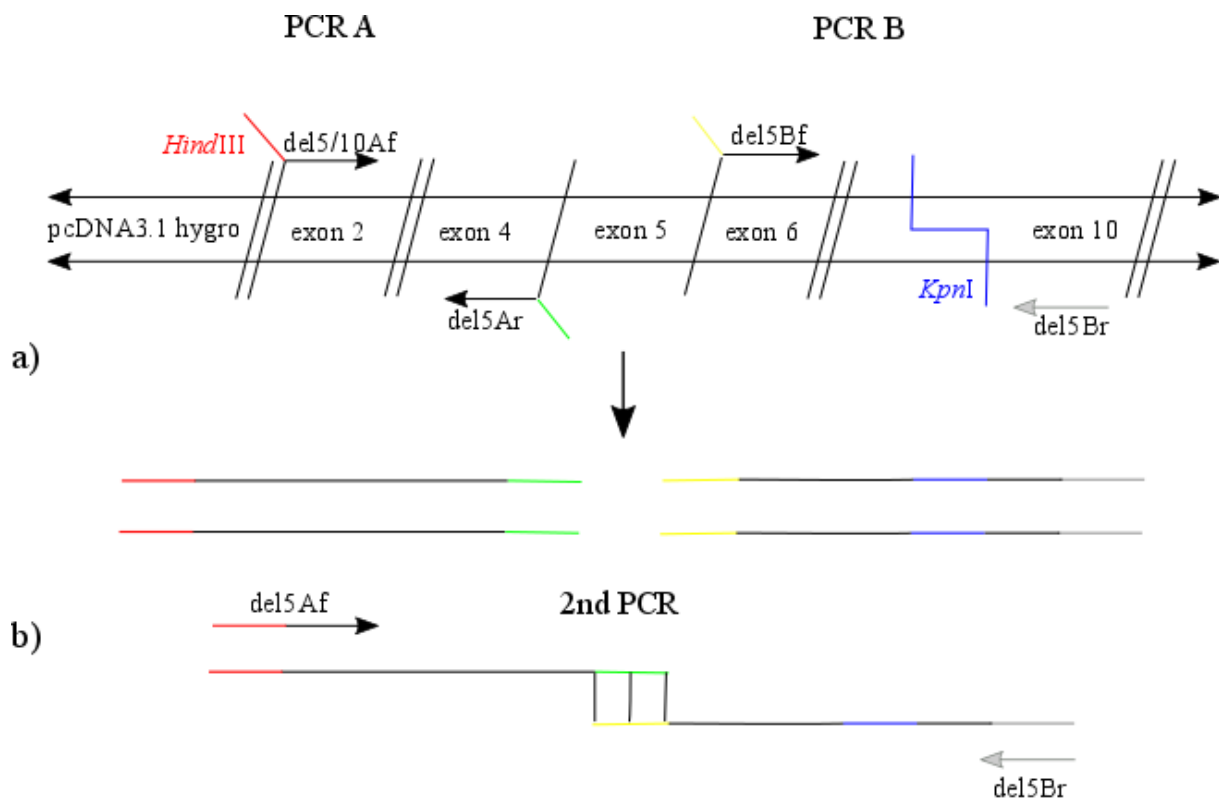 PCR A
PCR B
HindIII
del5/10Af
del5Bf
pcDNA3.1 hygro
exon 2
exon 4
exon 5
exon 6
exon 10
KpnI
del5Ar
del5Br
a)
del5Af
2nd PCR
b)
del5Br